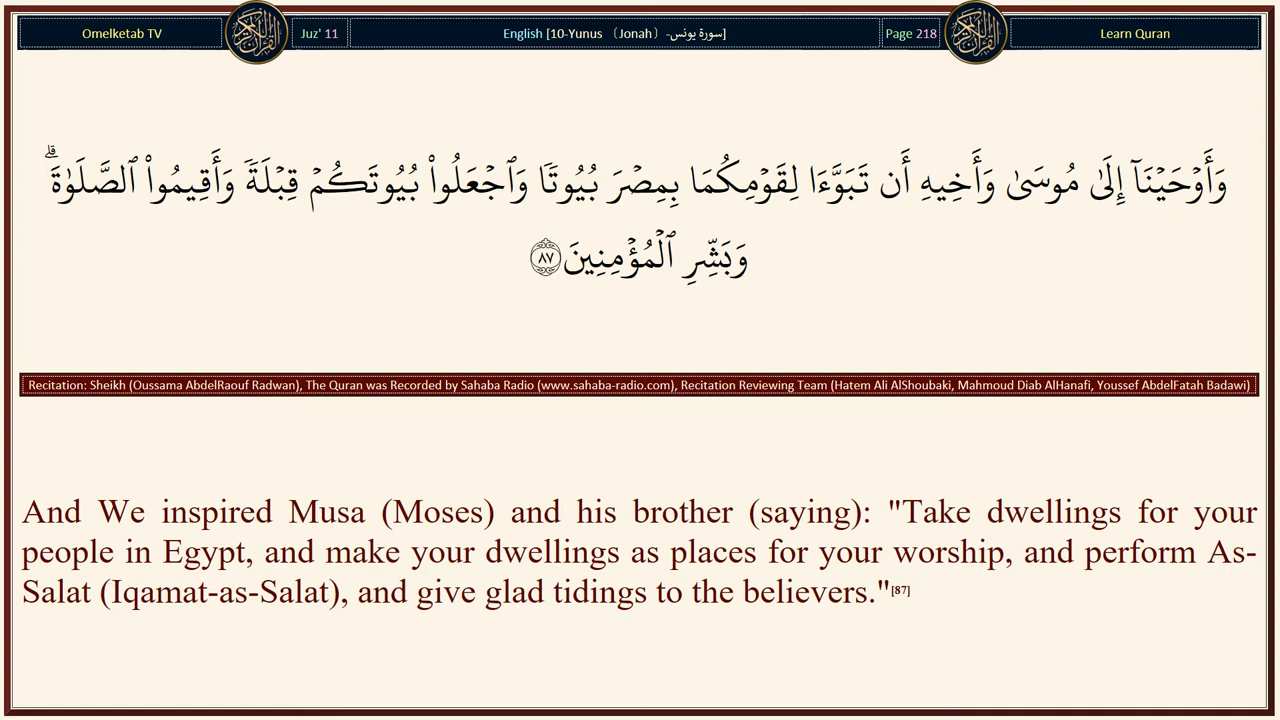 Omelketab TV
Juz' 11
English [10-Yunus （Jonah）-سورة يونس]
Page 218
Learn Quran
وَأَوْحَيْنَآ إِلَىٰ مُوسَىٰ وَأَخِيهِ أَن تَبَوَّءَا لِقَوْمِكُمَا بِمِصْرَ بُيُوتًا وَٱجْعَلُوا۟ بُيُوتَكُمْ قِبْلَةً وَأَقِيمُوا۟ ٱلصَّلَوٰةَ ۗ
وَبَشِّرِ ٱلْمُؤْمِنِينَ ٨٧
Recitation: Sheikh (Oussama AbdelRaouf Radwan), The Quran was Recorded by Sahaba Radio (www.sahaba-radio.com), Recitation Reviewing Team (Hatem Ali AlShoubaki, Mahmoud Diab AlHanafi, Youssef AbdelFatah Badawi)
And We inspired Musa (Moses) and his brother (saying): "Take dwellings for your
people in Egypt, and make your dwellings as places for your worship, and perform As-
Salat (Iqamat-as-Salat), and give glad tidings to the believers."[87]